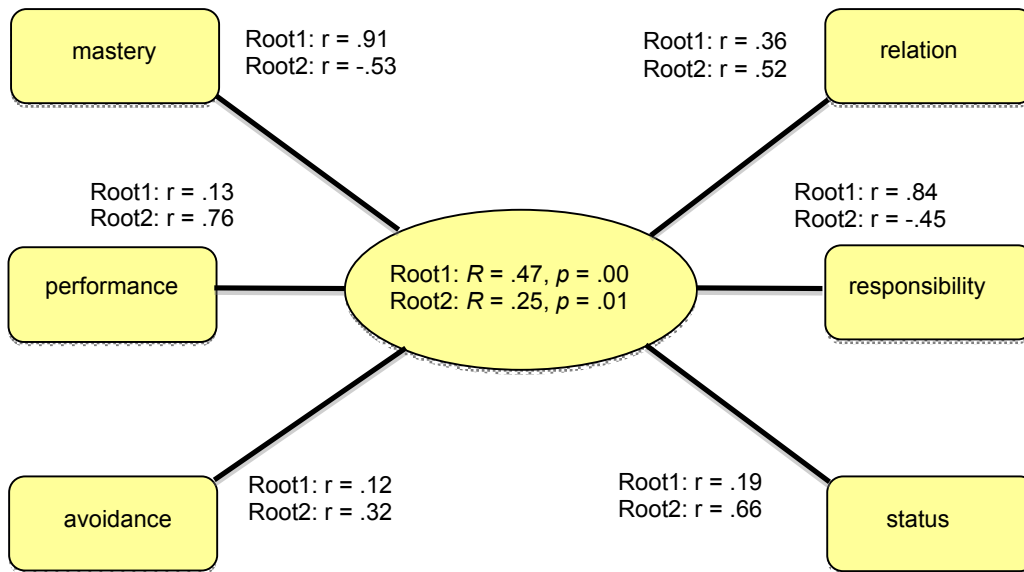 mastery
Root1: r = .91
Root2: r = -.53
Root1: r = .36
Root2: r = .52
relation
Root1: r = .13
Root2: r = .76
Root1: r = .84
Root2: r = -.45
performance
Root1: R = .47, p = .00
Root2: R = .25, p = .01
responsibility
avoidance
Root1: r = .12
Root2: r = .32
Root1: r = .19
Root2: r = .66
status